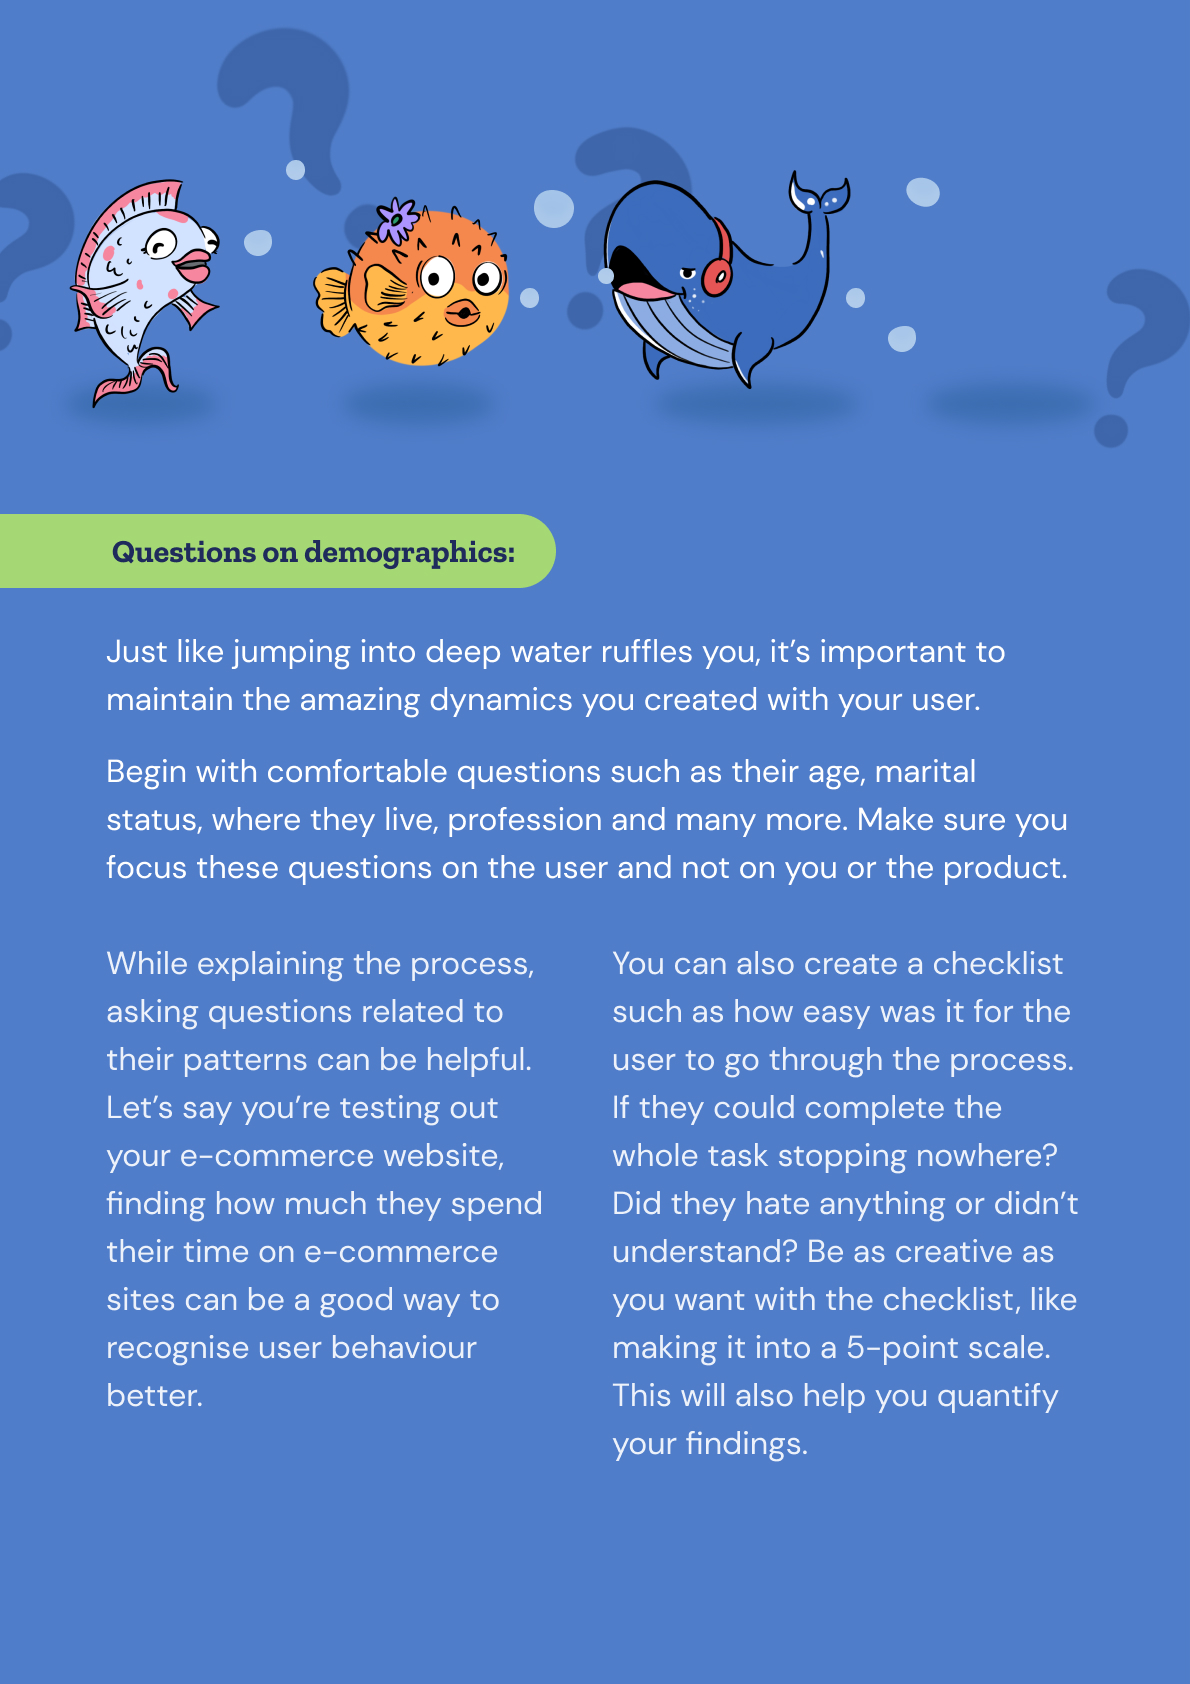 Questions on demographics:
Just like jumping into deep water ruffles you, it’s important to
maintain the amazing dynamics you created with your user.
Begin with comfortable questions such as their age, marital
status, where they live, profession and many more. Make sure you
focus these questions on the user and not on you or the product.
While explaining the process,
asking questions related to
their patterns can be helpful.
Let’s say you’re testing out
your e-commerce website,
finding how much they spend
their time on e-commerce
sites can be a good way to
recognise user behaviour
better.
You can also create a checklist
such as how easy was it for the
user to go through the process.
If they could complete the
whole task stopping nowhere?
Did they hate anything or didn’t
understand? Be as creative as
you want with the checklist, like
making it into a 5-point scale.
This will also help you quantify
your findings.